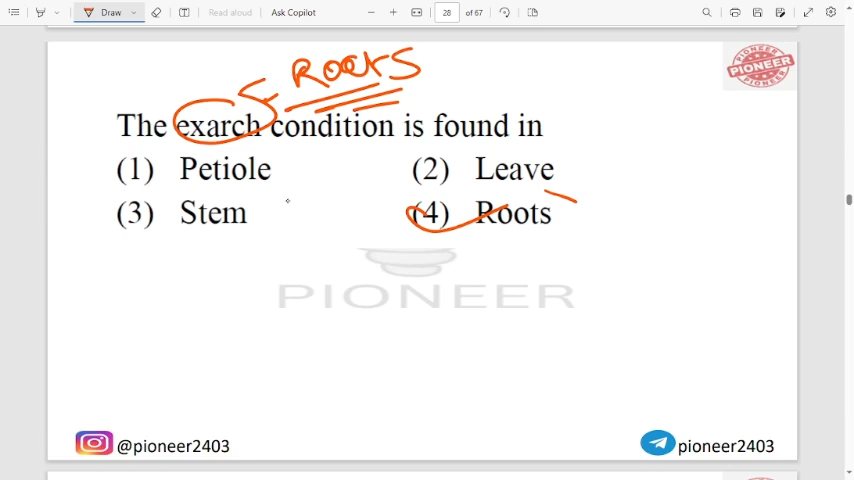 Draw
Read aloud
Ask Copilot
28
of 67
PIONEER
Roots
The exarch condition is found in
(1) Petiole
(2) Leave
(3) Stem
(4) Roots
PIONEER
@pioneer2403
pioneer2403